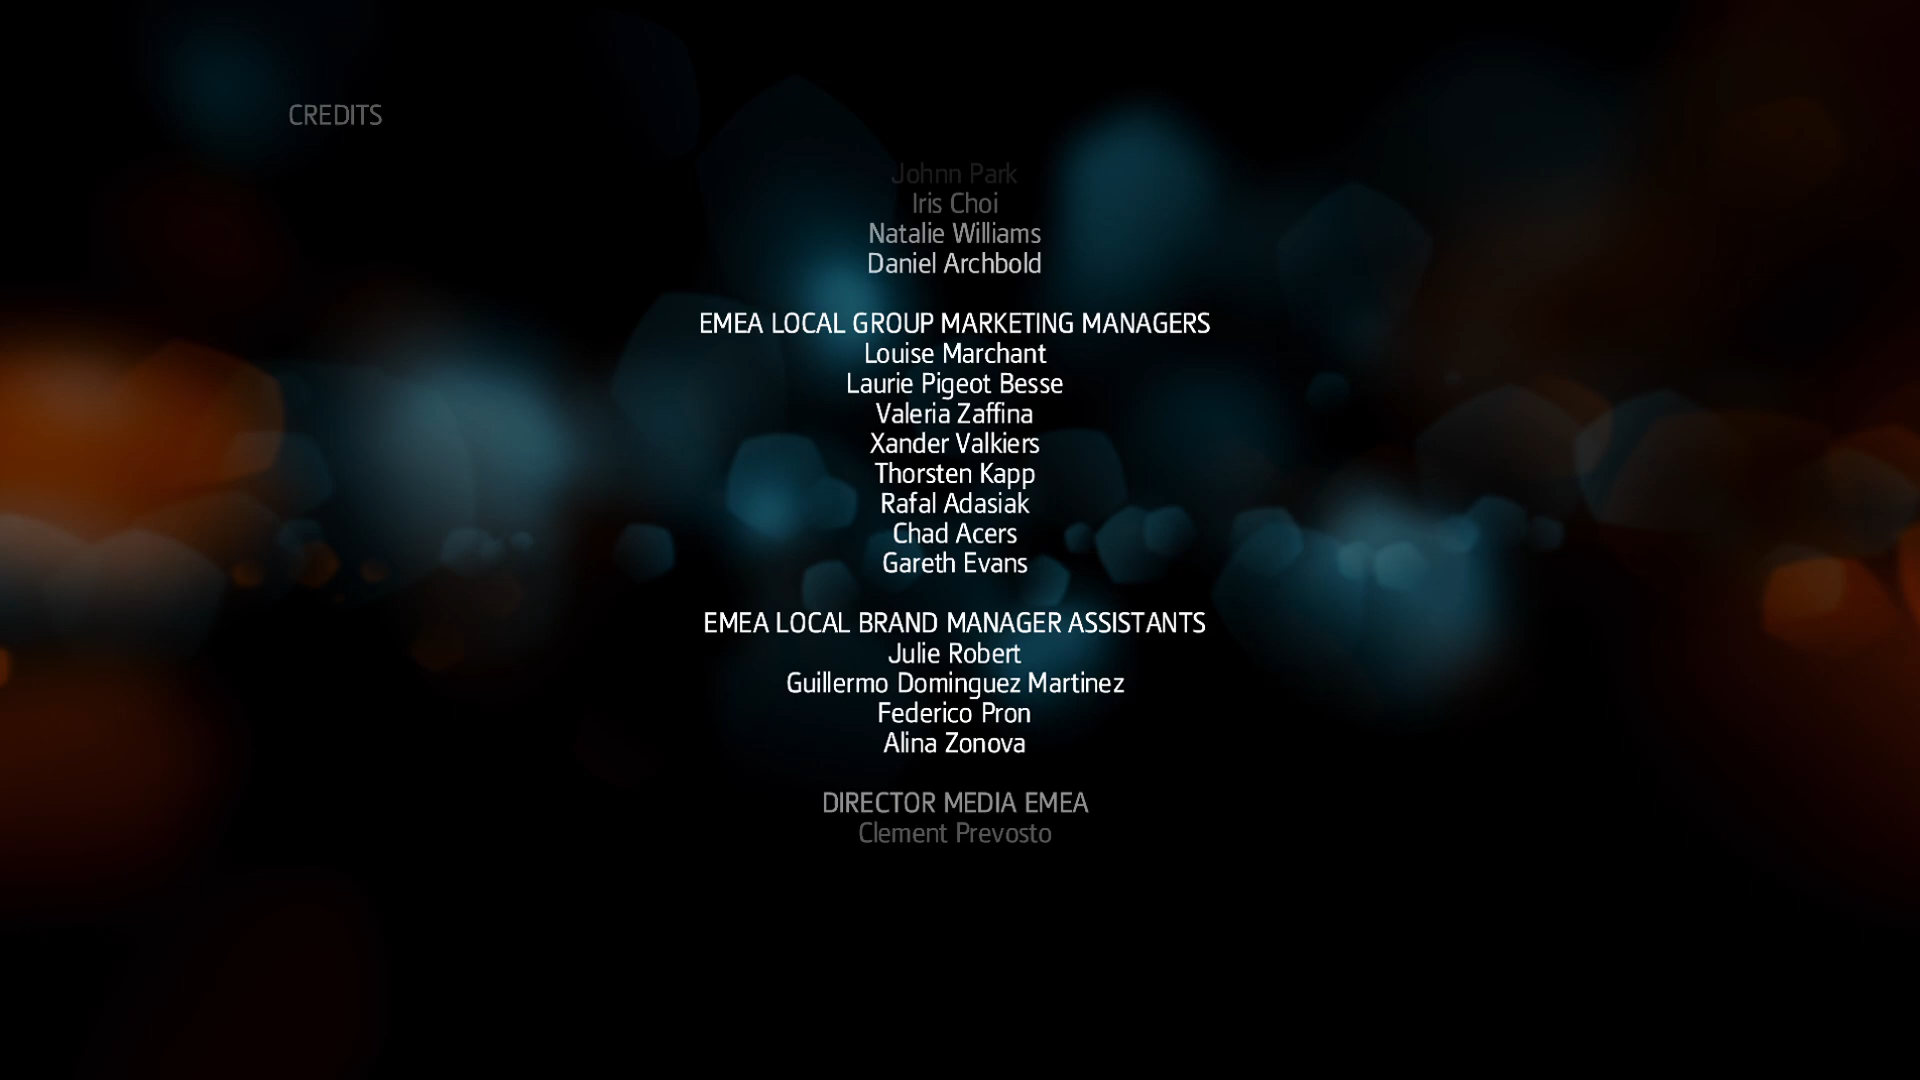 CREDITS
Johnn Park
Iris Choi
Natalie Williams
Daniel Archbold
EMEA LOCAL GROUP MARKETING MANAGERS
Louise Marchant
Laurie Pigeot Besse
Valeria Zaffina
Xander Valkiers
Thorsten Kapp
Rafal Adasiak
Chad Acers
Gareth Evans
EMEA LOCAL BRAND MANAGER ASSISTANTS
Julie Robert
Guillermo Dominguez Martinez
Federico Pron
Alina Zonova
DIRECTOR MEDIA EMEA
Clement Prevosto